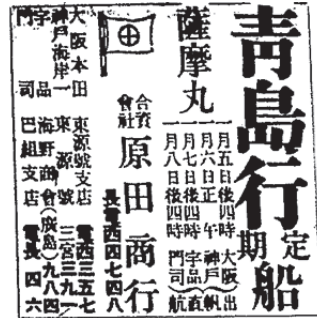 青島行
定期船
薩摩丸
一月五日後四時 大阪出帆
一月六日正午 神戸
一月七日後四時 宇品
一月八日後四時 門司直航
合資會社 原田商行
長電西四七四八
大阪本田 東源號支店 電西三五五七
神戸海岸一 東源號 三宮三九一
宇品 海野商會(廣島)九八四
門司 巴組支店 長電四六